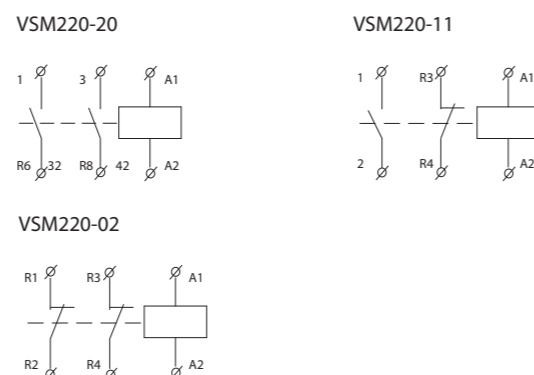 VSM220-20
1 3 A1
R6 32 R8 42 A2
VSM220-11
1 R3 A1
2 R4 A2
VSM220-02
R1 R3 A1
R2 R4 A2